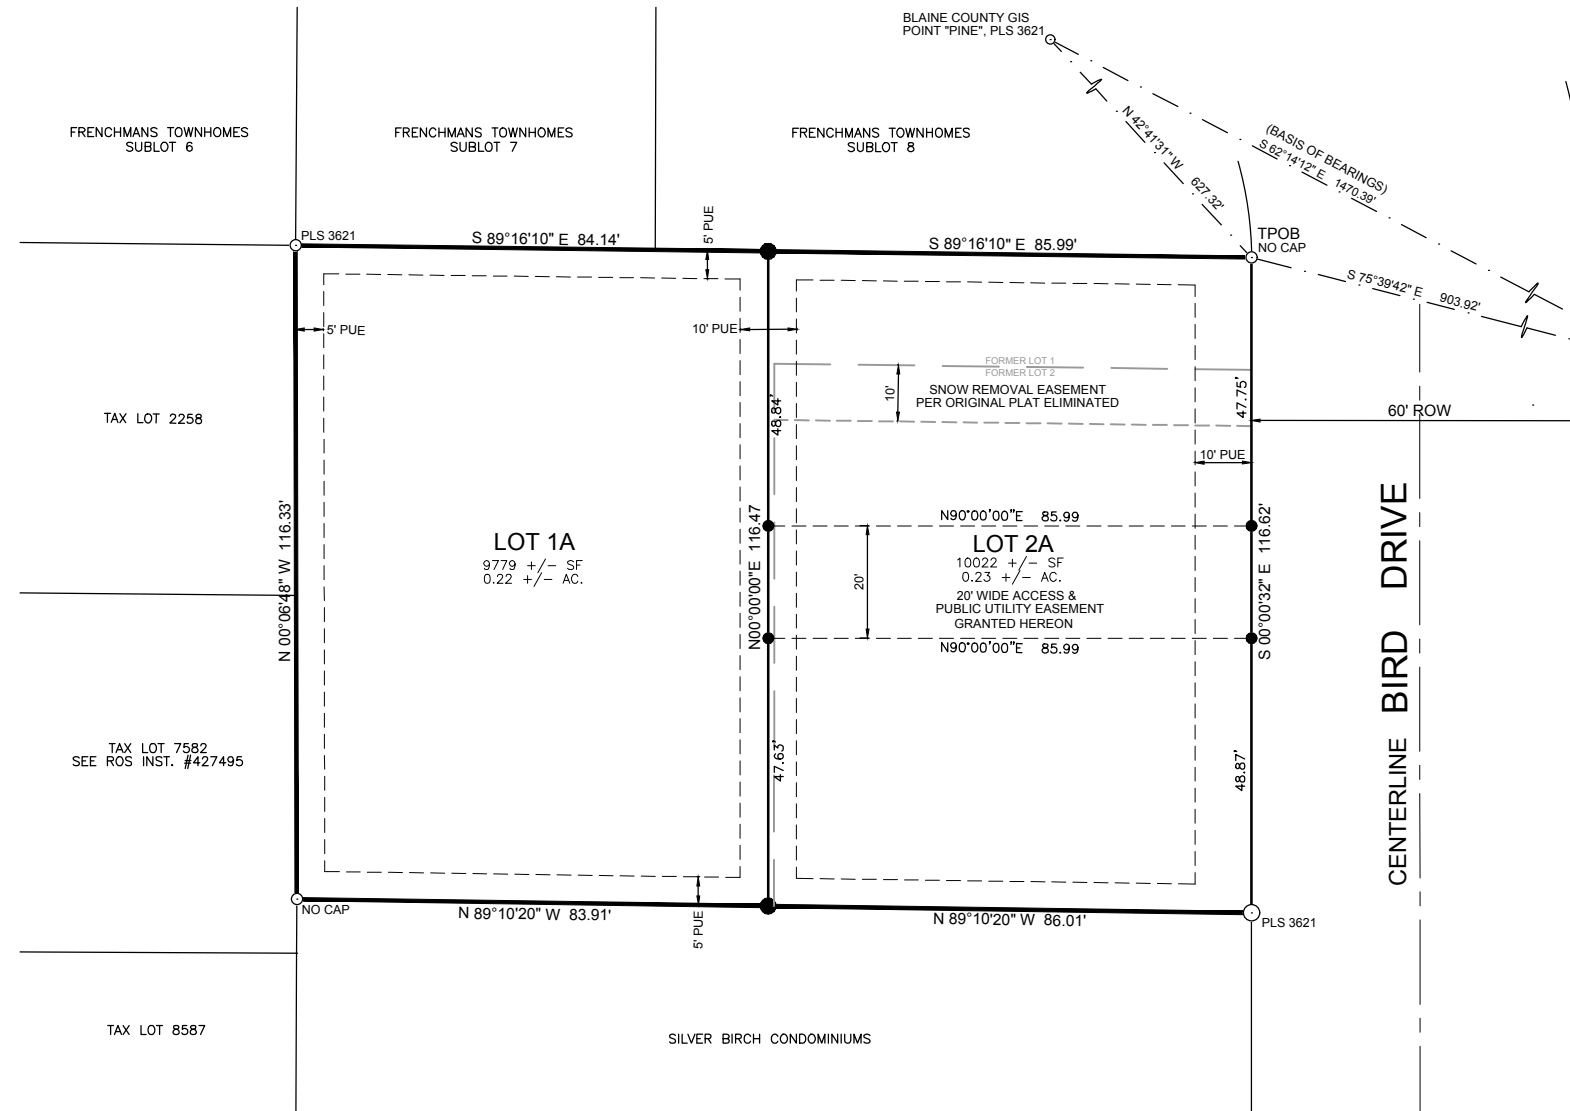 BLAINE COUNTY GIS
POINT "PINE", PLS 3621
FRENCHMANS TOWNHOMES
SUBLOT 6
FRENCHMANS TOWNHOMES
SUBLOT 7
FRENCHMANS TOWNHOMES
SUBLOT 8
N 42°41'31" W 627.32'
(BASIS OF BEARINGS)
S 62°14'12" E 1470.39'
PLS 3621
S 89°16'10" E 84.14'
5' PUE
S 89°16'10" E 85.99'
TPOB
NO CAP
S 75°39'42" E 903.92'
5' PUE
10' PUE
FORMER LOT 1
FORMER LOT 2
SNOW REMOVAL EASEMENT
PER ORIGINAL PLAT ELIMINATED
10'
48.84'
47.75'
60' ROW
TAX LOT 2258
10' PUE
N 00°06'48" W 116.33'
LOT 1A
9779 +/- SF
0.22 +/- AC.
N00°00'00"E 116.47
N90°00'00"E 85.99
LOT 2A
10022 +/- SF
0.23 +/- AC.
20' WIDE ACCESS &
PUBLIC UTILITY EASEMENT
GRANTED HEREON
20'
N90°00'00"E 85.99
S 00°00'32" E 116.62'
CENTERLINE BIRD DRIVE
TAX LOT 7582
SEE ROS INST. #427495
47.63'
48.87'
NO CAP
N 89°10'20" W 83.91'
5' PUE
N 89°10'20" W 86.01'
PLS 3621
TAX LOT 8587
SILVER BIRCH CONDOMINIUMS